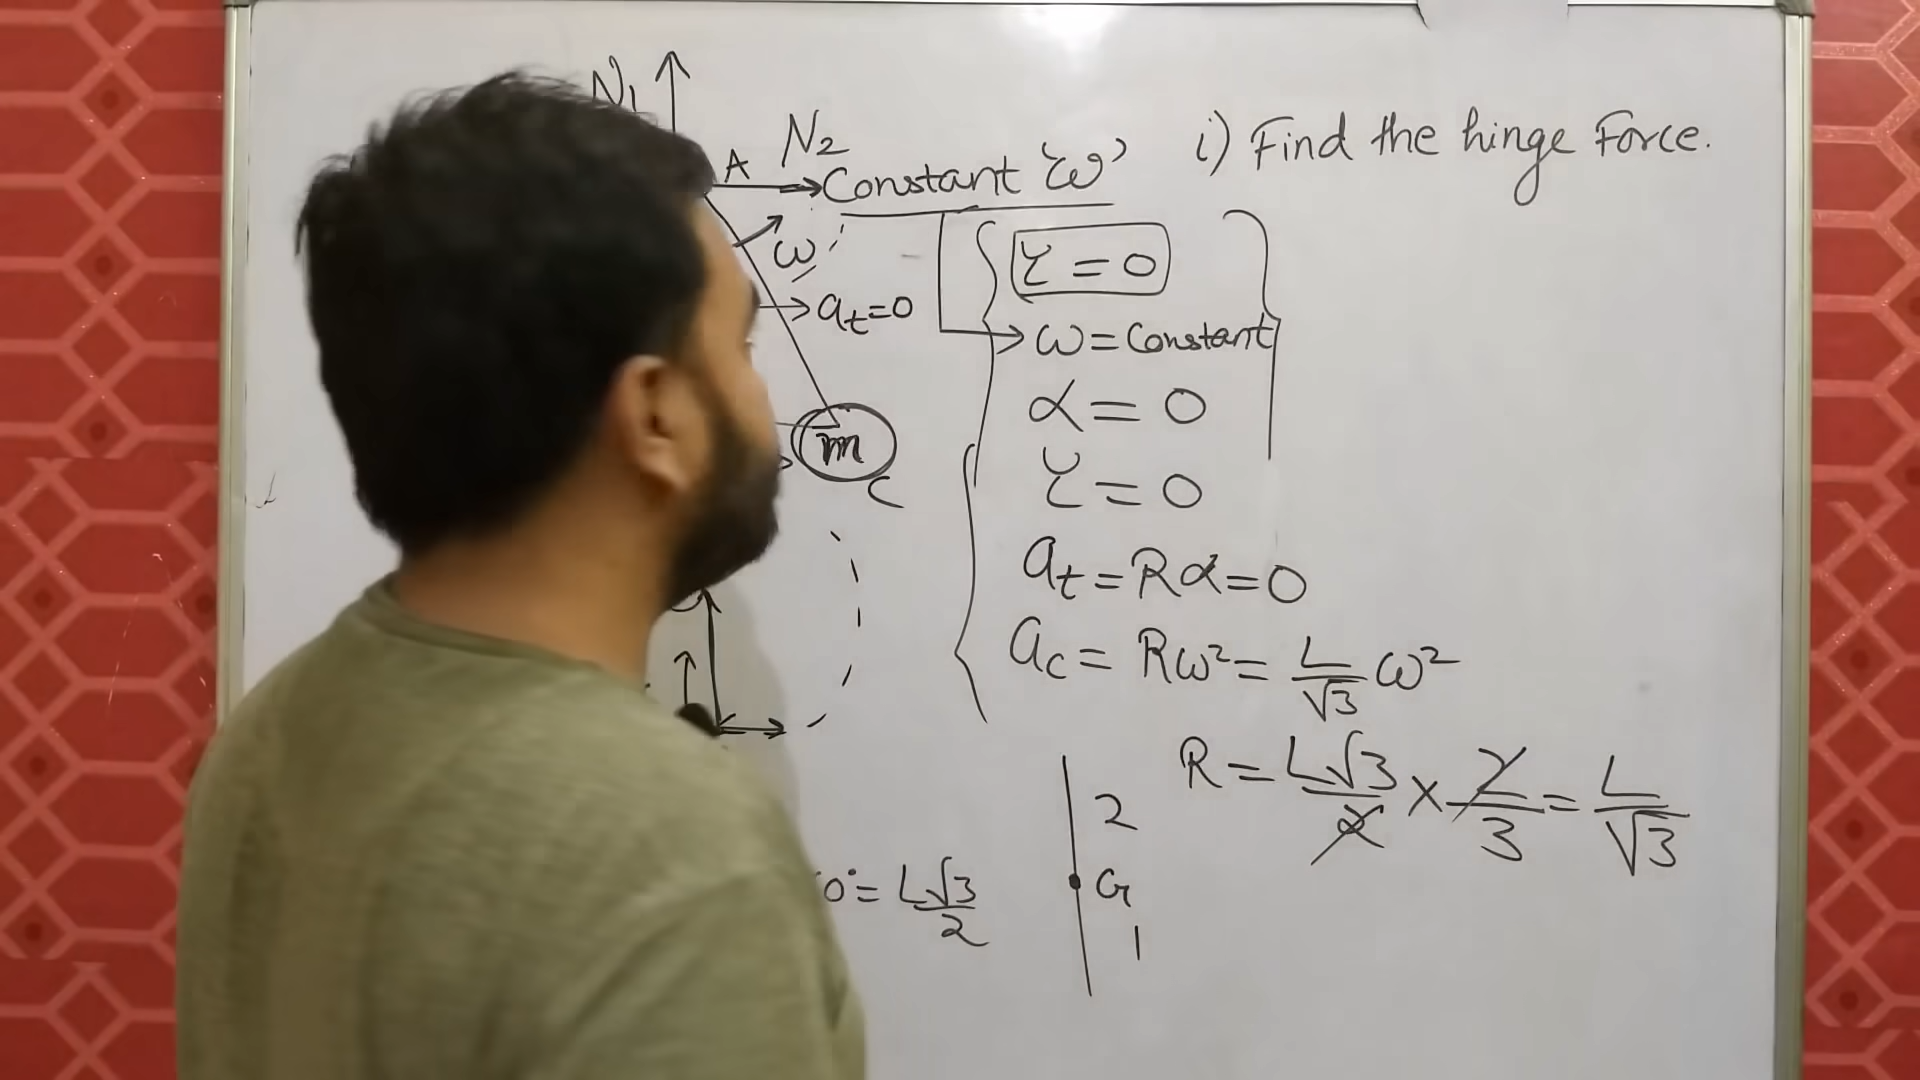 N1
A
N2
Constant 'ω'
ω
at=0
m
C
i) Find the hinge Force.
τ = 0
ω = Constant
α = 0
τ = 0
at = Rα = 0
ac = Rω² = L/√3 ω²
R = L√3/2 × 2/3 = L/√3
2
G
1
0° = L√3/2